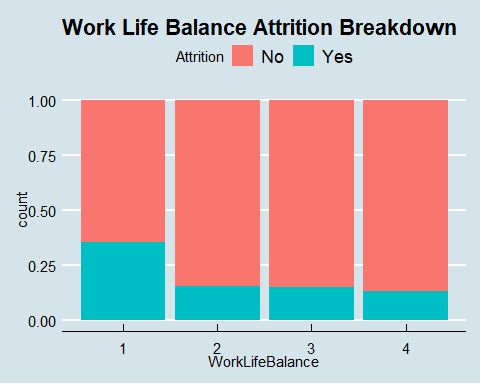 Work Life Balance Attrition Breakdown
Attrition No Yes
1.00
0.75
0.50
0.25
0.00
count
1 2 3 4
WorkLifeBalance